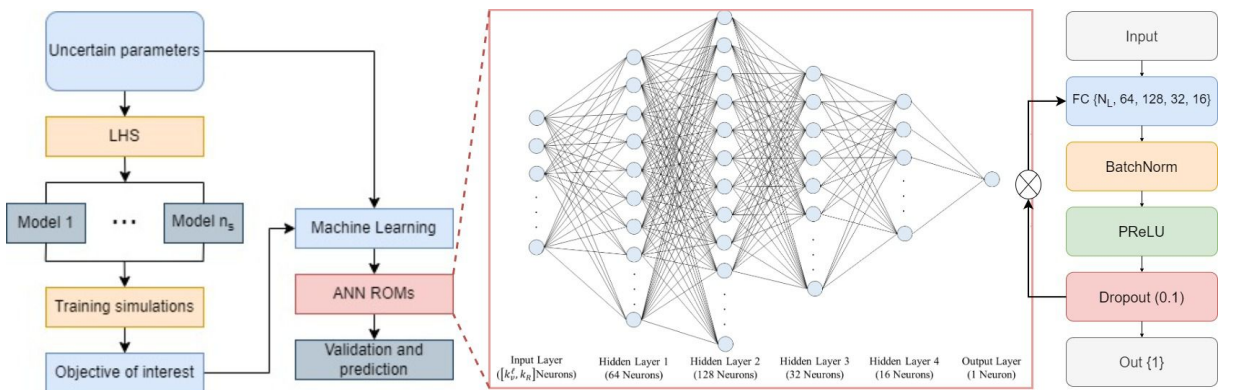 Uncertain parameters
LHS
Model 1
...
Model nₛ
Training simulations
Objective of interest
Machine Learning
ANN ROMs
Validation and
prediction
Input Layer
([kᵥᶠ, k_R]Neurons)
Hidden Layer 1
(64 Neurons)
Hidden Layer 2
(128 Neurons)
Hidden Layer 3
(32 Neurons)
Hidden Layer 4
(16 Neurons)
Output Layer
(1 Neuron)
Input
FC {N_L, 64, 128, 32, 16}
BatchNorm
PReLU
Dropout (0.1)
Out {1}